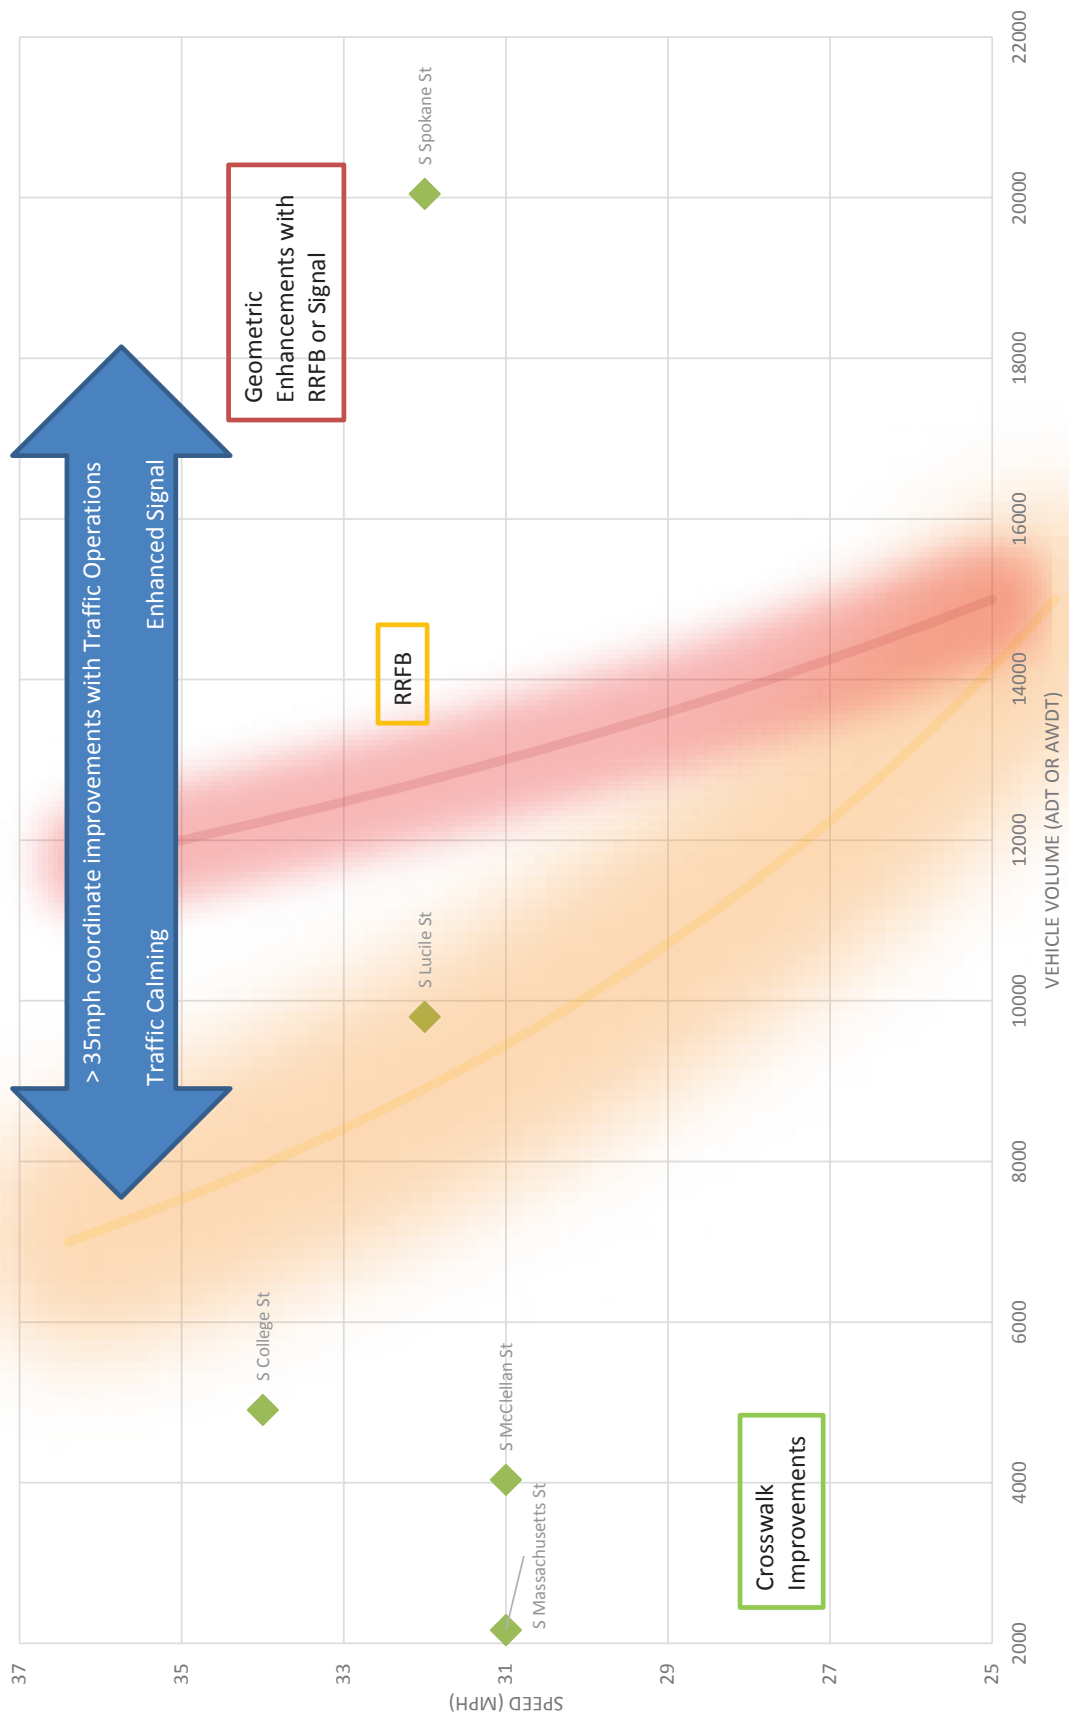 > 35mph coordinate improvements with Traffic Operations
Traffic Calming Enhanced Signal
Geometric
Enhancements with
RRFB or Signal
RRFB
Crosswalk
Improvements
S College St
S Lucile St
S Spokane St
S McClellan St
S Massachusetts St
SPEED (MPH)
37
35
33
31
29
27
25
2000 4000 6000 8000 10000 12000 14000 16000 18000 20000 22000
VEHICLE VOLUME (ADT OR AWDT)